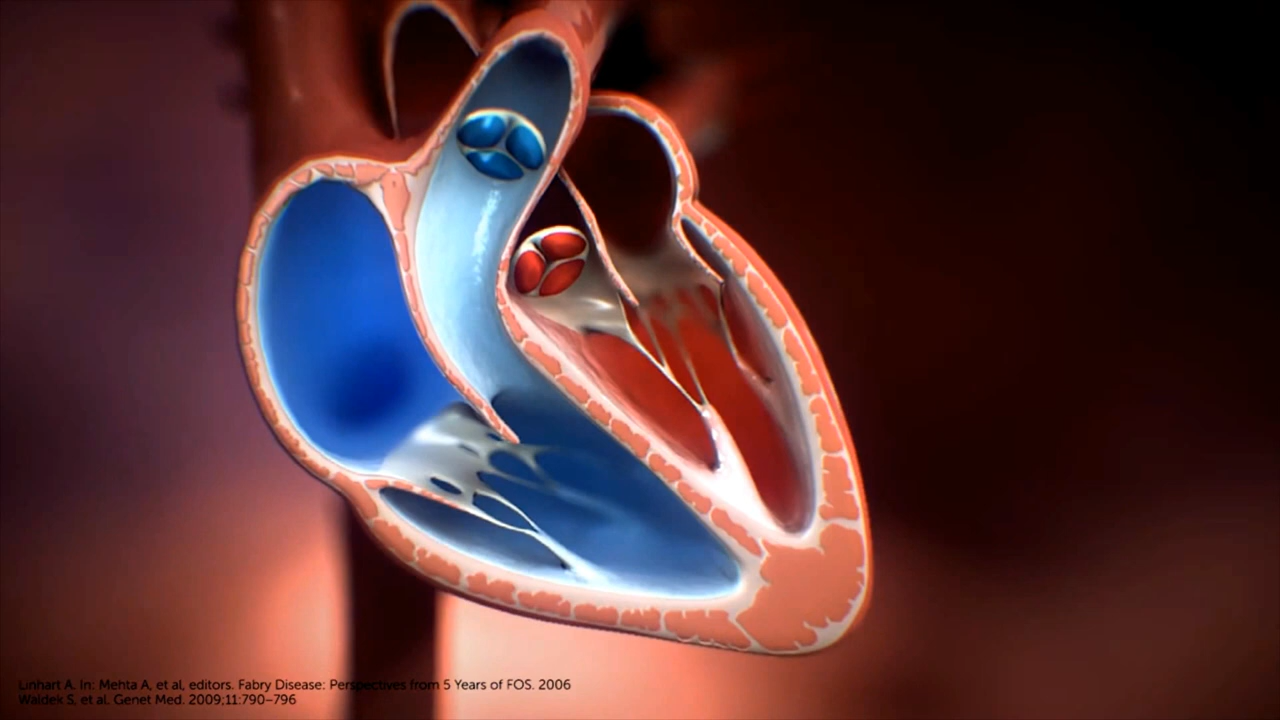 Linhart A. In: Mehta A, et al, editors. Fabry Disease: Perspectives from 5 Years of FOS. 2006
Waldek S, et al. Genet Med. 2009;11:790–796